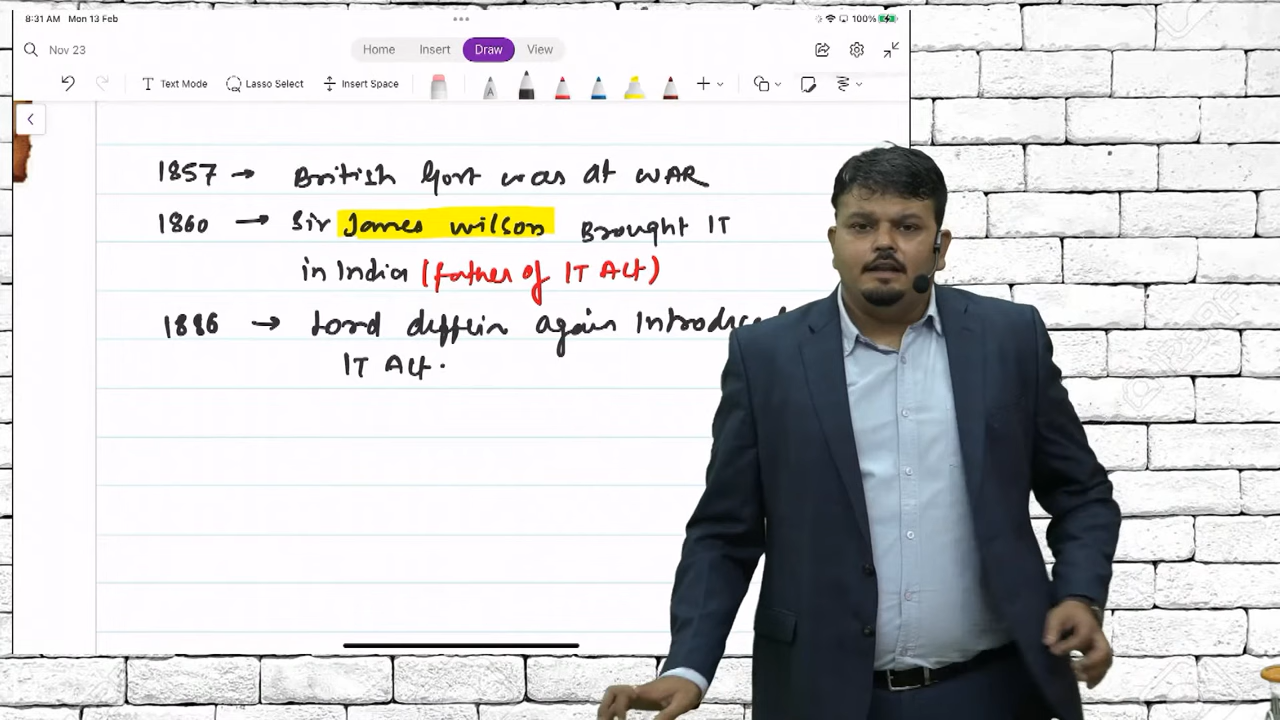 8:31 AM Mon 13 Feb
100%
Nov 23
Home Insert Draw View
Text Mode Lasso Select Insert Space
1857 → British Govt was at WAR
1860 → Sir James wilson Brought IT
in India (father of IT Act)
1886 → Lord deffrin again Introduced
IT Act.